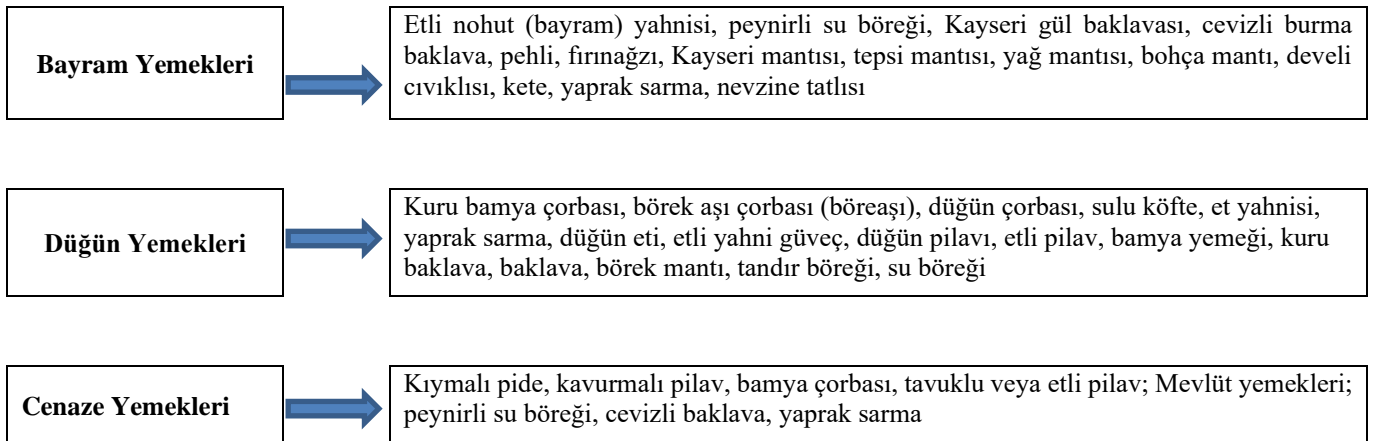 Bayram Yemekleri
Etli nohut (bayram) yahnisi, peynirli su böreği, Kayseri gül baklavası, cevizli burma
baklava, pehli, fırınağzı, Kayseri mantısı, tepsi mantısı, yağ mantısı, bohça mantı, develi
cıvıklısı, kete, yaprak sarma, nevzine tatlısı
Düğün Yemekleri
Kuru bamya çorbası, börek aşı çorbası (böreaşı), düğün çorbası, sulu köfte, et yahnisi,
yaprak sarma, düğün eti, etli yahni güveç, düğün pilavı, etli pilav, bamya yemeği, kuru
baklava, baklava, börek mantı, tandır böreği, su böreği
Cenaze Yemekleri
Kıymalı pide, kavurmalı pilav, bamya çorbası, tavuklu veya etli pilav; Mevlüt yemekleri;
peynirli su böreği, cevizli baklava, yaprak sarma